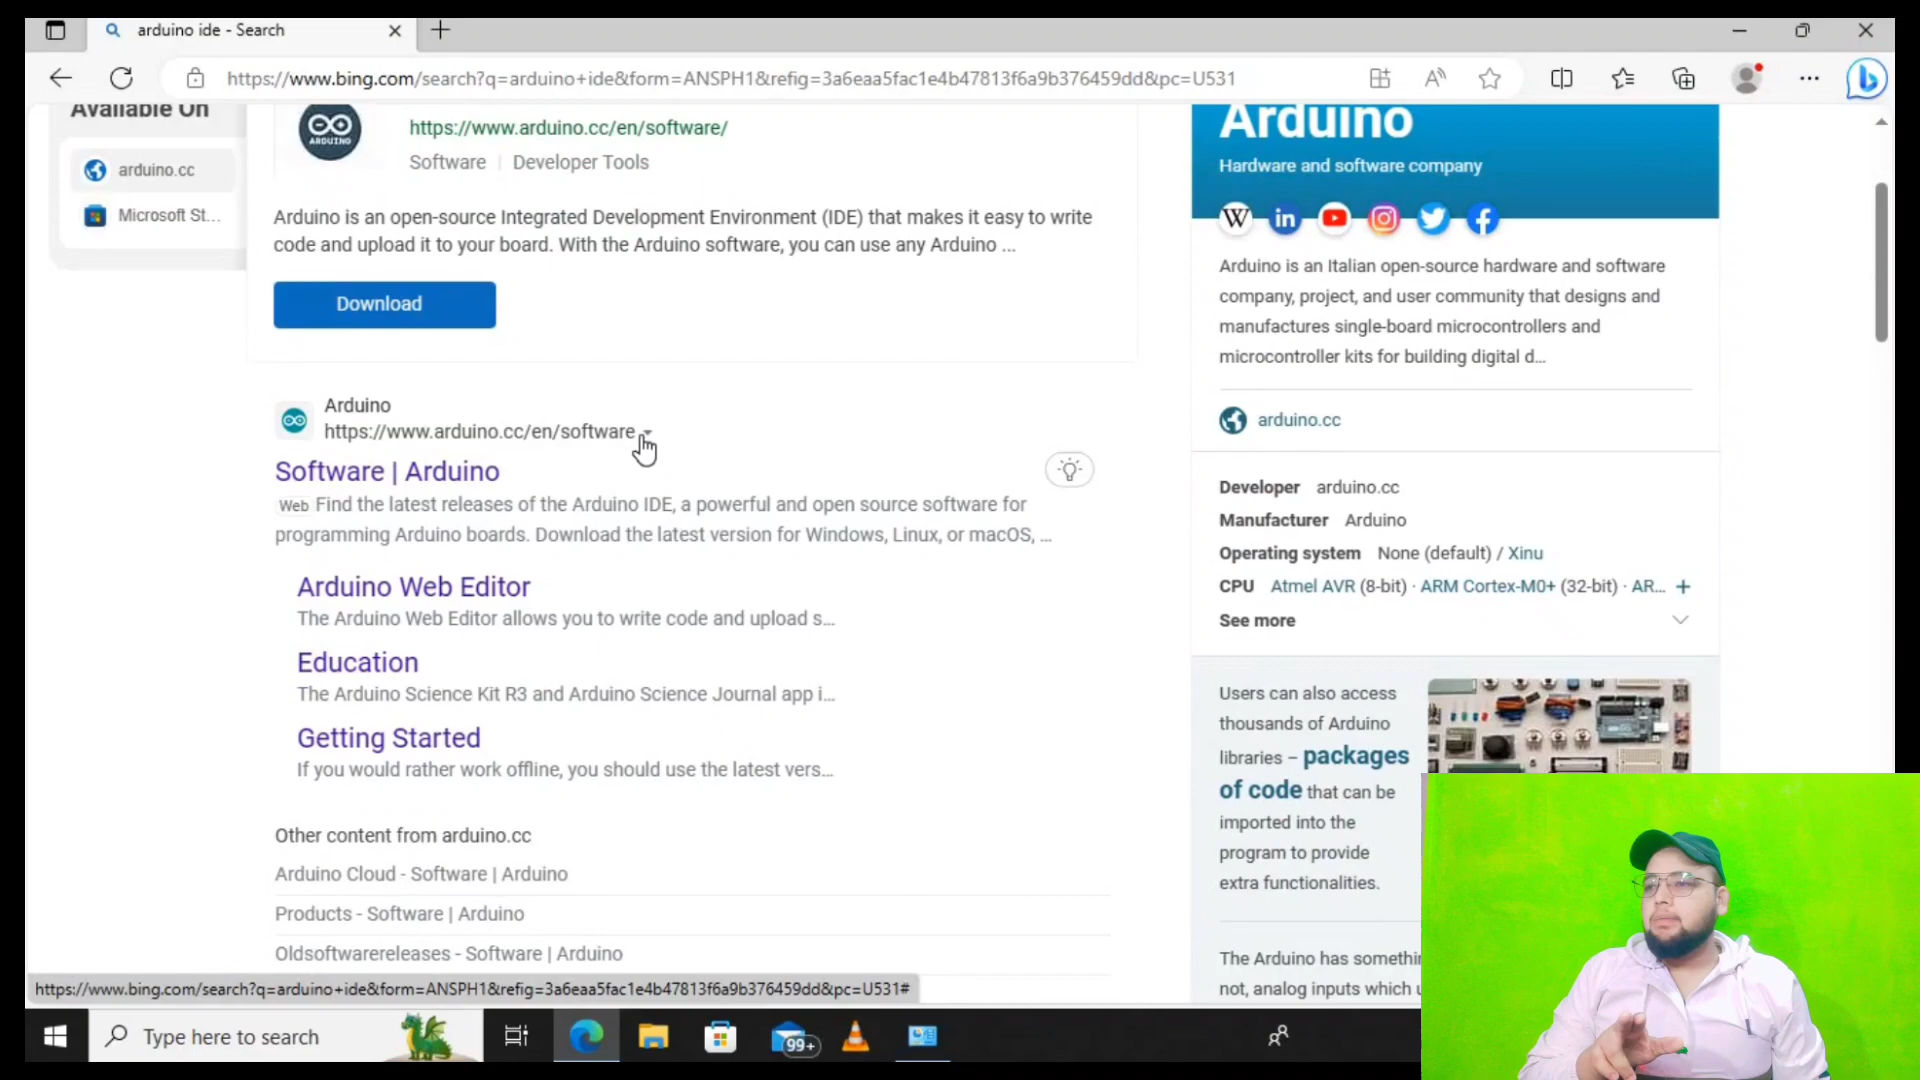 arduino ide - Search
https://www.bing.com/search?q=arduino+ide&form=ANSPH1&refig=3a6eaa5fac1e4b47813f6a9b376459dd&pc=U531
Available On
arduino.cc
Microsoft St...
ARDUINO
https://www.arduino.cc/en/software/
Software | Developer Tools
Arduino is an open-source Integrated Development Environment (IDE) that makes it easy to write
code and upload it to your board. With the Arduino software, you can use any Arduino ...
Download
Arduino
https://www.arduino.cc/en/software
Software | Arduino
Web Find the latest releases of the Arduino IDE, a powerful and open source software for
programming Arduino boards. Download the latest version for Windows, Linux, or macOS, ...
Arduino Web Editor
The Arduino Web Editor allows you to write code and upload s...
Education
The Arduino Science Kit R3 and Arduino Science Journal app i...
Getting Started
If you would rather work offline, you should use the latest vers...
Other content from arduino.cc
Arduino Cloud - Software | Arduino
Products - Software | Arduino
Oldsoftwarereleases - Software | Arduino
Arduino
Hardware and software company
W
in
Arduino is an Italian open-source hardware and software
company, project, and user community that designs and
manufactures single-board microcontrollers and
microcontroller kits for building digital d...
arduino.cc
Developer arduino.cc
Manufacturer Arduino
Operating system None (default) / Xinu
CPU Atmel AVR (8-bit) · ARM Cortex-M0+ (32-bit) · AR... +
See more
Users can also access
thousands of Arduino
libraries – packages
of code that can be
imported into the
program to provide
extra functionalities.
The Arduino has somethi
not, analog inputs which
https://www.bing.com/search?q=arduino+ide&form=ANSPH1&refig=3a6eaa5fac1e4b47813f6a9b376459dd&pc=U531#
Type here to search
99+